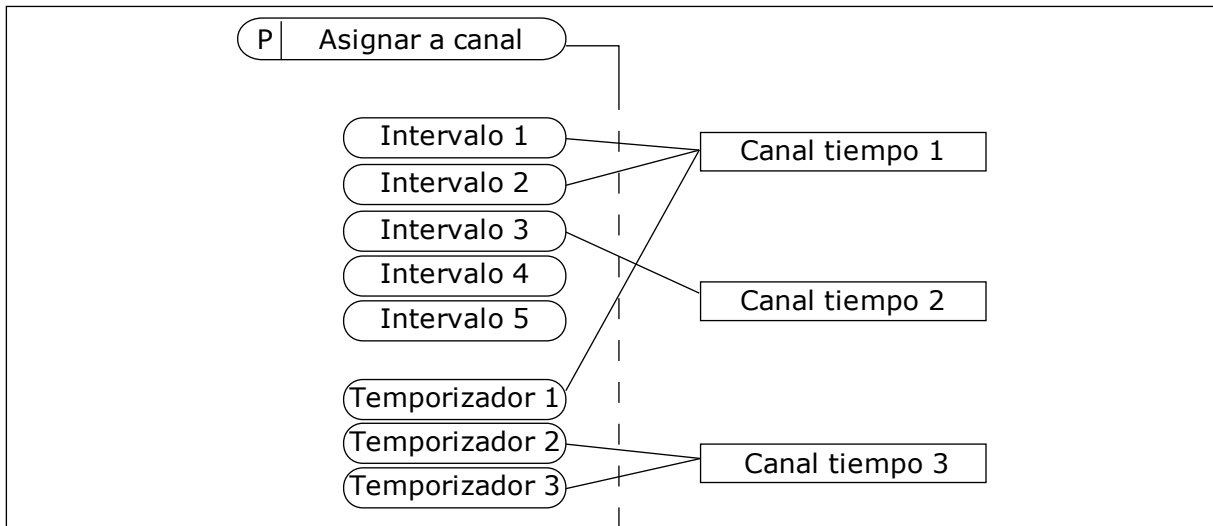 P Asignar a canal
Intervalo 1
Canal tiempo 1
Intervalo 2
Intervalo 3
Intervalo 4
Canal tiempo 2
Intervalo 5
Temporizador 1
Temporizador 2
Canal tiempo 3
Temporizador 3